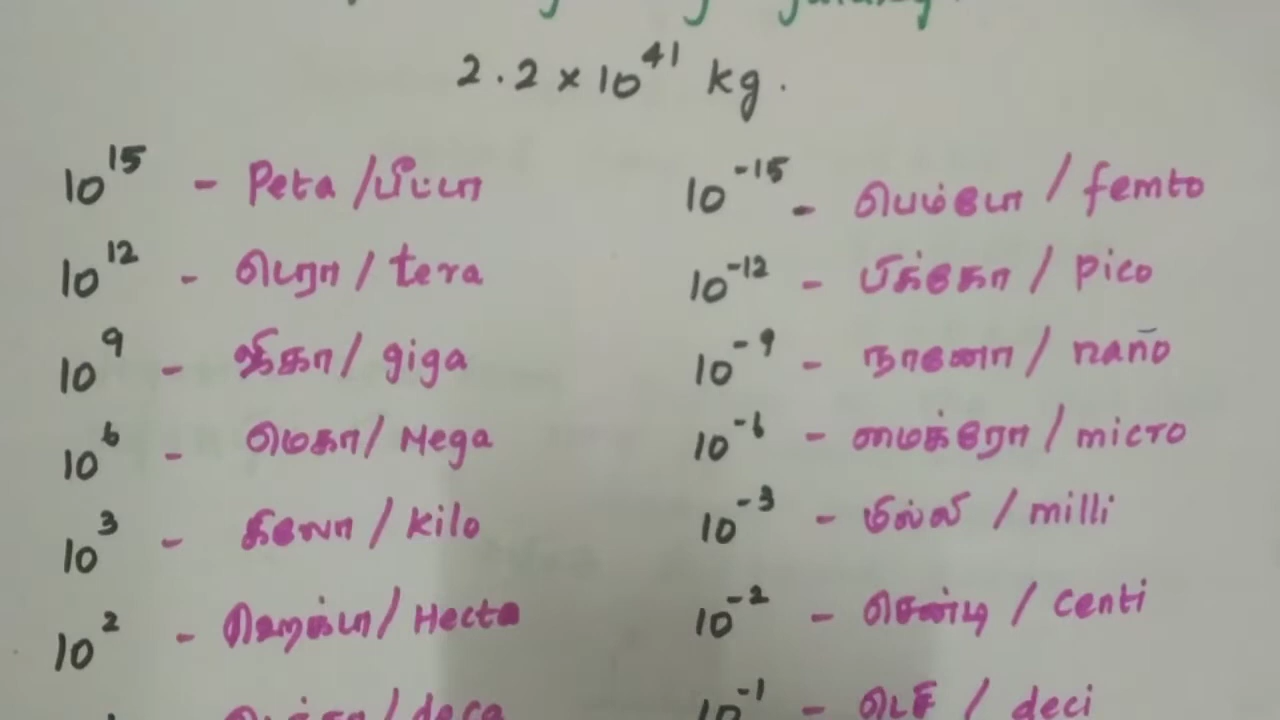 2.2 × 10⁴¹ kg.
10¹⁵ - Peta / பீட்டா
10¹² - டெரா / tera
10⁹ - கிகா / giga
10⁶ - மெகா / Mega
10³ - கிலோ / kilo
10² - ஹெக்டா / Hecta
/ deca
10⁻¹⁵ - பெம்டோ / femto
10⁻¹² - பிக்கோ / pico
10⁻⁹ - நானோ / nano
10⁻⁶ - மைக்ரோ / micro
10⁻³ - மில்லி / milli
10⁻² - சென்டி / centi
10⁻¹ - டெசி / deci